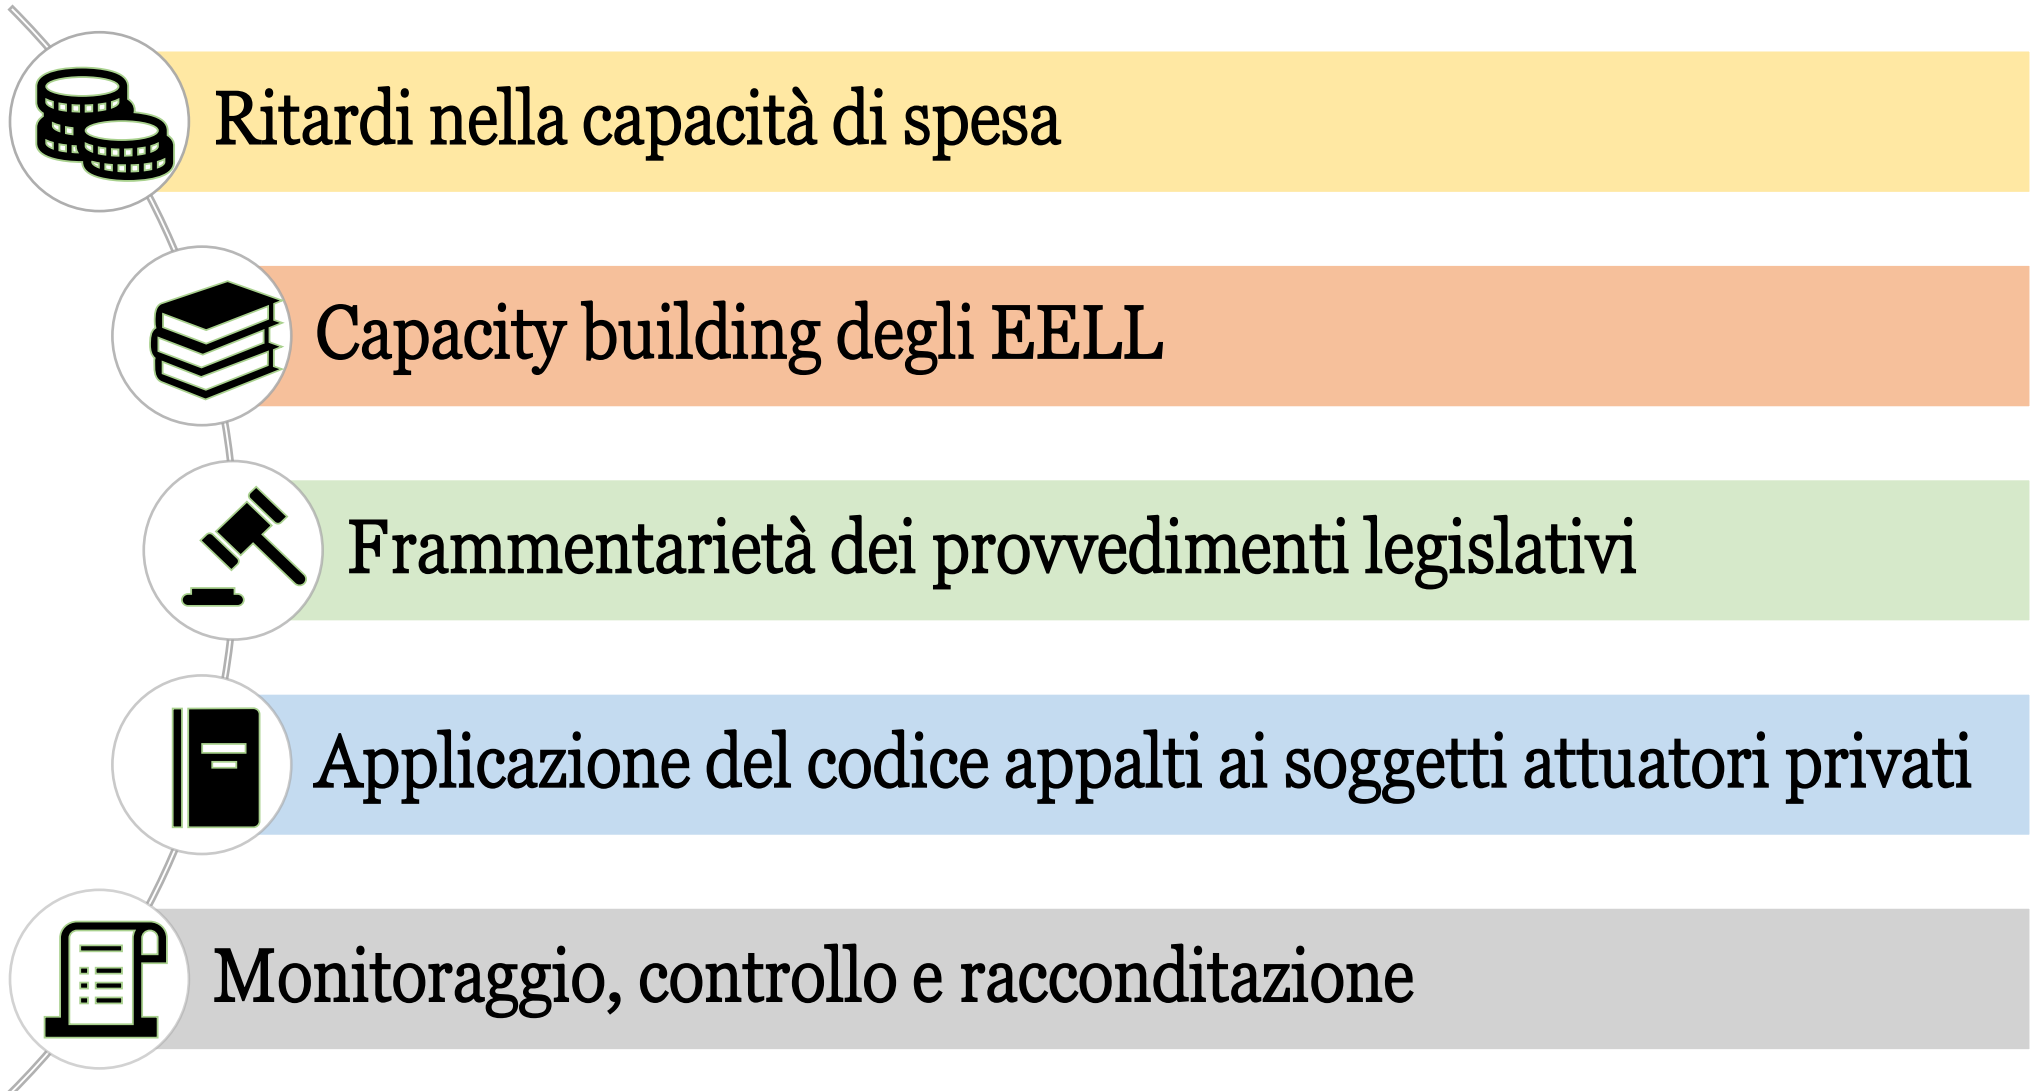 Ritardi nella capacità di spesa
Capacity building degli EELL
Frammentarietà dei provvedimenti legislativi
Applicazione del codice appalti ai soggetti attuatori privati
Monitoraggio, controllo e racconditazione